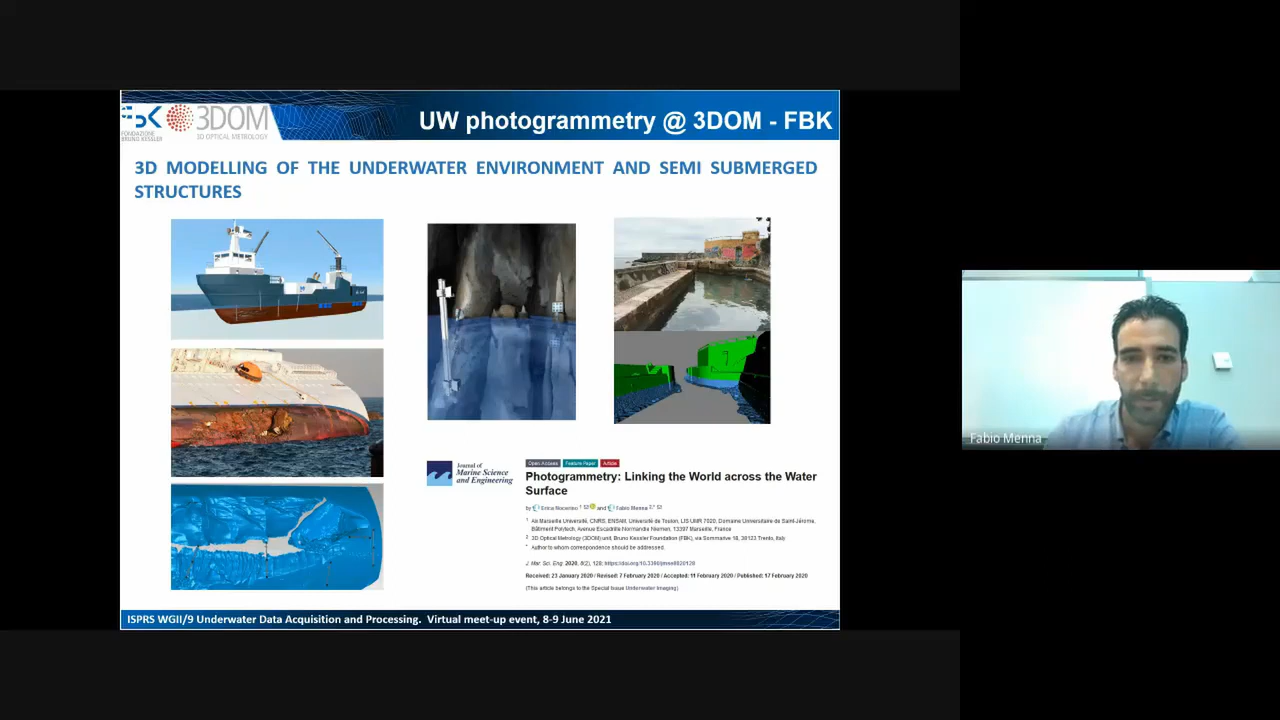 FBK
FONDAZIONE
BRUNO KESSLER
3DOM
3D OPTICAL METROLOGY
UW photogrammetry @ 3DOM - FBK
3D MODELLING OF THE UNDERWATER ENVIRONMENT AND SEMI SUBMERGED
STRUCTURES
Journal of
Marine Science
and Engineering
Open Access Feature Paper Article
Photogrammetry: Linking the World across the Water
Surface
by Erica Nocerino 1 and Fabio Menna 2,*
1 Aix Marseille Université, CNRS, ENSAM, Université de Toulon, LIS UMR 7020, Domaine Universitaire de Saint-Jérôme,
Bâtiment Polytech, Avenue Escadrille Normandie Niemen, 13397 Marseille, France
2 3D Optical Metrology (3DOM) unit, Bruno Kessler Foundation (FBK), via Sommarive 18, 38123 Trento, Italy
* Author to whom correspondence should be addressed.
J. Mar. Sci. Eng. 2020, 8(2), 128; https://doi.org/10.3390/jmse8020128
Received: 23 January 2020 / Revised: 7 February 2020 / Accepted: 11 February 2020 / Published: 17 February 2020
(This article belongs to the Special Issue Underwater Imaging)
ISPRS WGII/9 Underwater Data Acquisition and Processing. Virtual meet-up event, 8-9 June 2021
Fabio Menna